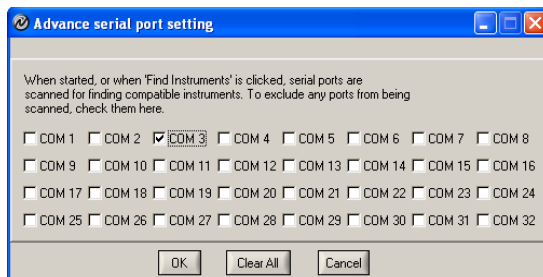 Advance serial port setting
When started, or when 'Find Instruments' is clicked, serial ports are
scanned for finding compatible instruments. To exclude any ports from being
scanned, check them here.
COM 1 COM 2 COM 3 COM 4 COM 5 COM 6 COM 7 COM 8
COM 9 COM 10 COM 11 COM 12 COM 13 COM 14 COM 15 COM 16
COM 17 COM 18 COM 19 COM 20 COM 21 COM 22 COM 23 COM 24
COM 25 COM 26 COM 27 COM 28 COM 29 COM 30 COM 31 COM 32
OK Clear All Cancel